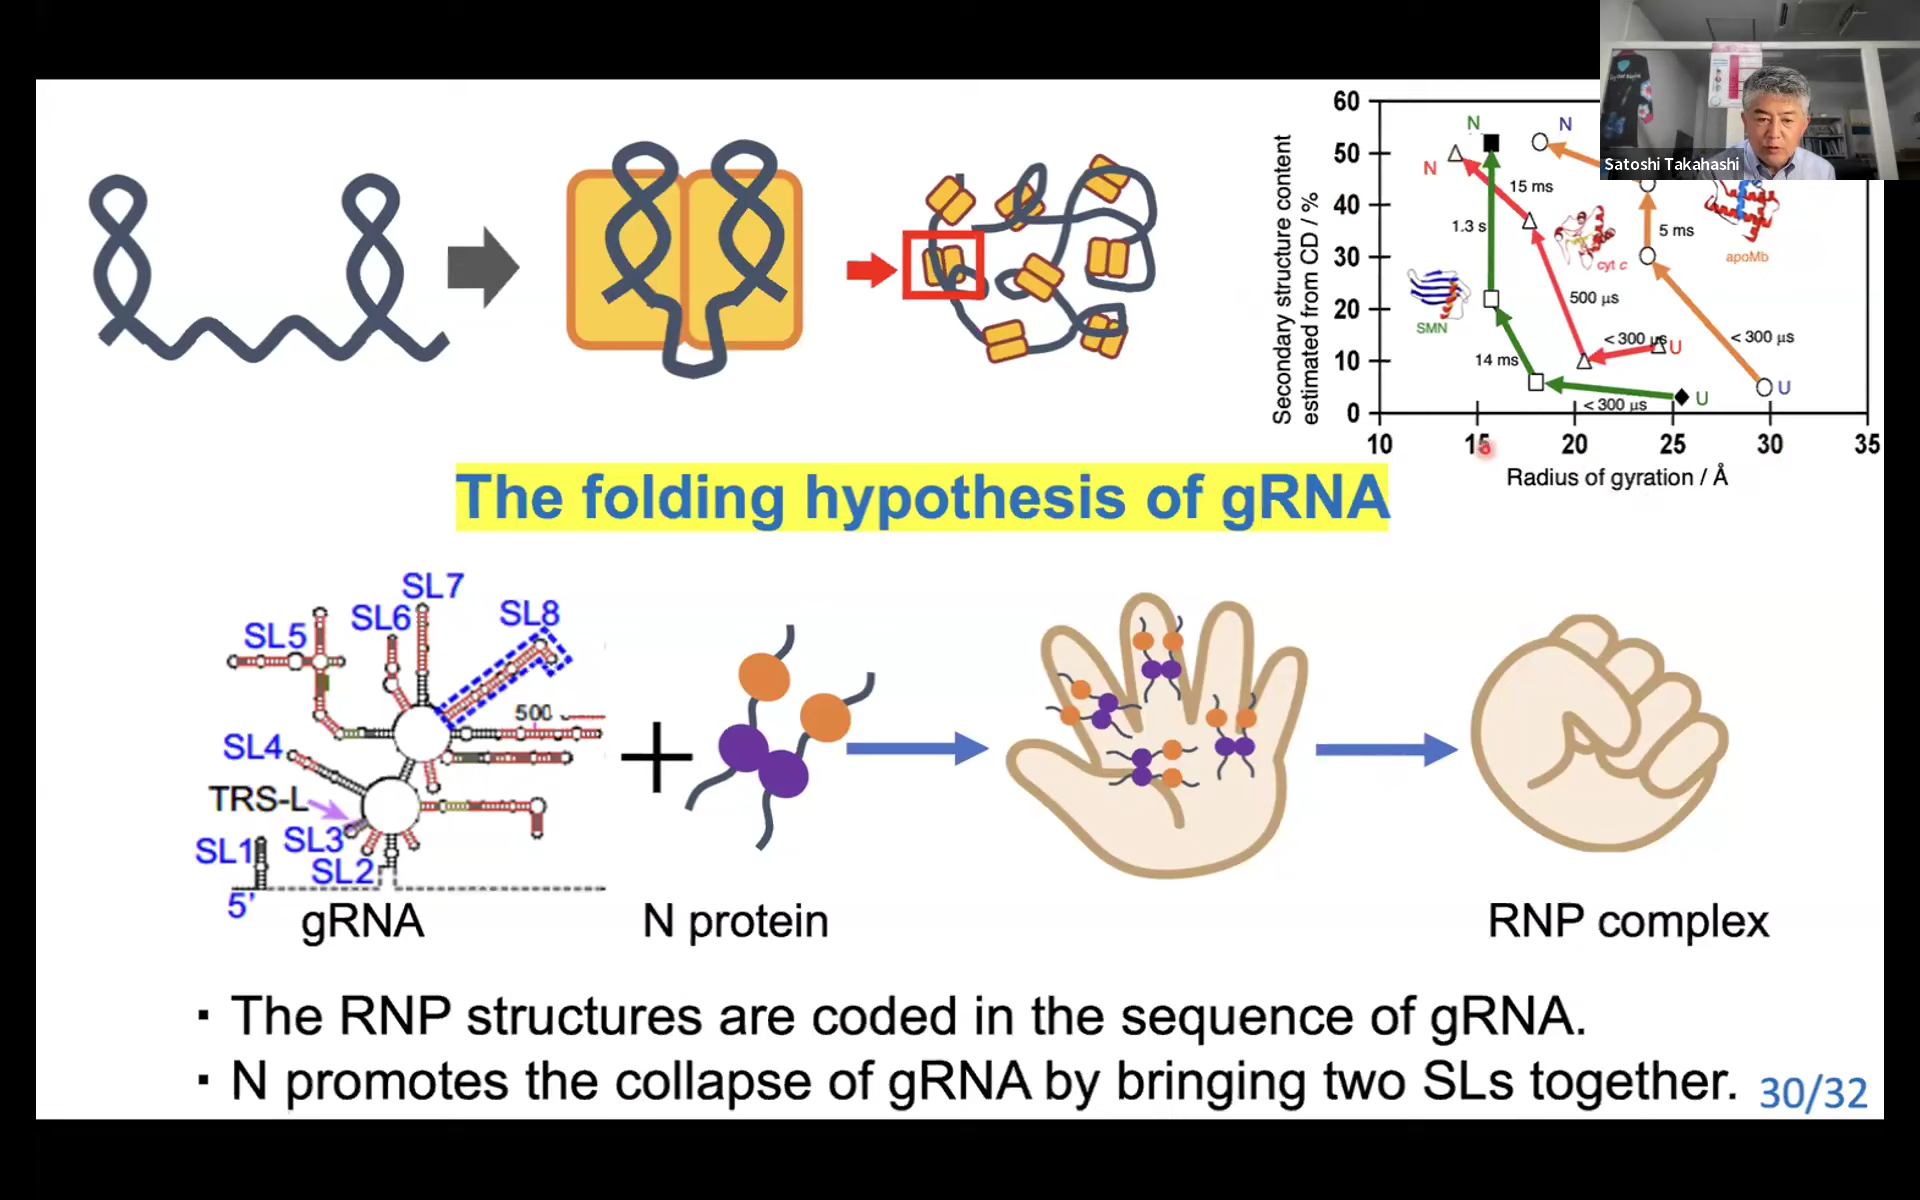 Satoshi Takahashi
Secondary structure content
estimated from CD / %
60
50
40
30
20
10
0
N
N
N
15 ms
1.3 s
5 ms
cyt c
apoMb
500 µs
SMN
< 300 µs
U
< 300 µs
14 ms
U
< 300 µs
U
10
15
20
25
30
35
Radius of gyration / Å
The folding hypothesis of gRNA
SL7
SL6
SL8
SL5
500
SL4
TRS-L
SL3
SL1
SL2
5'
+
gRNA
N protein
RNP complex
・The RNP structures are coded in the sequence of gRNA.
・N promotes the collapse of gRNA by bringing two SLs together.
30/32